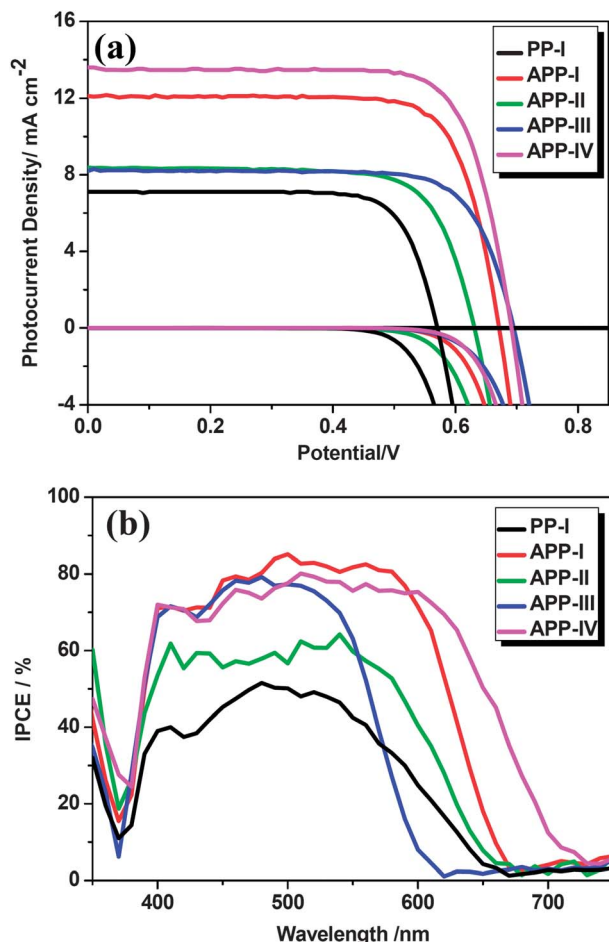 (a)
PP-I
APP-I
APP-II
APP-III
APP-IV
Photocurrent Density/ mA cm-2
16
12
8
4
0
-4
0.0 0.2 0.4 0.6 0.8
Potential/V
(b)
PP-I
APP-I
APP-II
APP-III
APP-IV
IPCE / %
100
80
60
40
20
0
400 500 600 700
Wavelength /nm